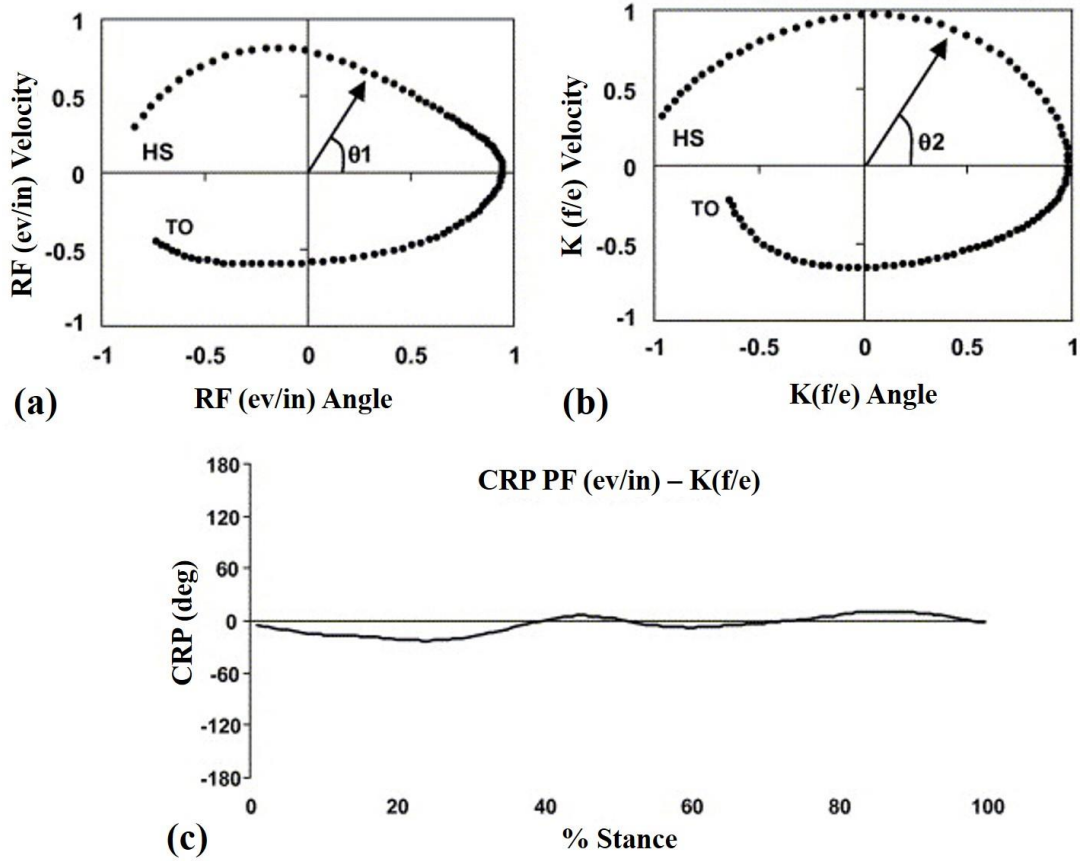 1
0.5
0
-0.5
-1
RF (ev/in) Velocity
HS
TO
θ1
-1 -0.5 0 0.5 1
(a) RF (ev/in) Angle
1
0.5
0
-0.5
-1
K (f/e) Velocity
HS
TO
θ2
-1 -0.5 0 0.5 1
(b) K(f/e) Angle
CRP PF (ev/in) – K(f/e)
180
120
60
0
-60
-120
-180
CRP (deg)
0 20 40 60 80 100
(c) % Stance